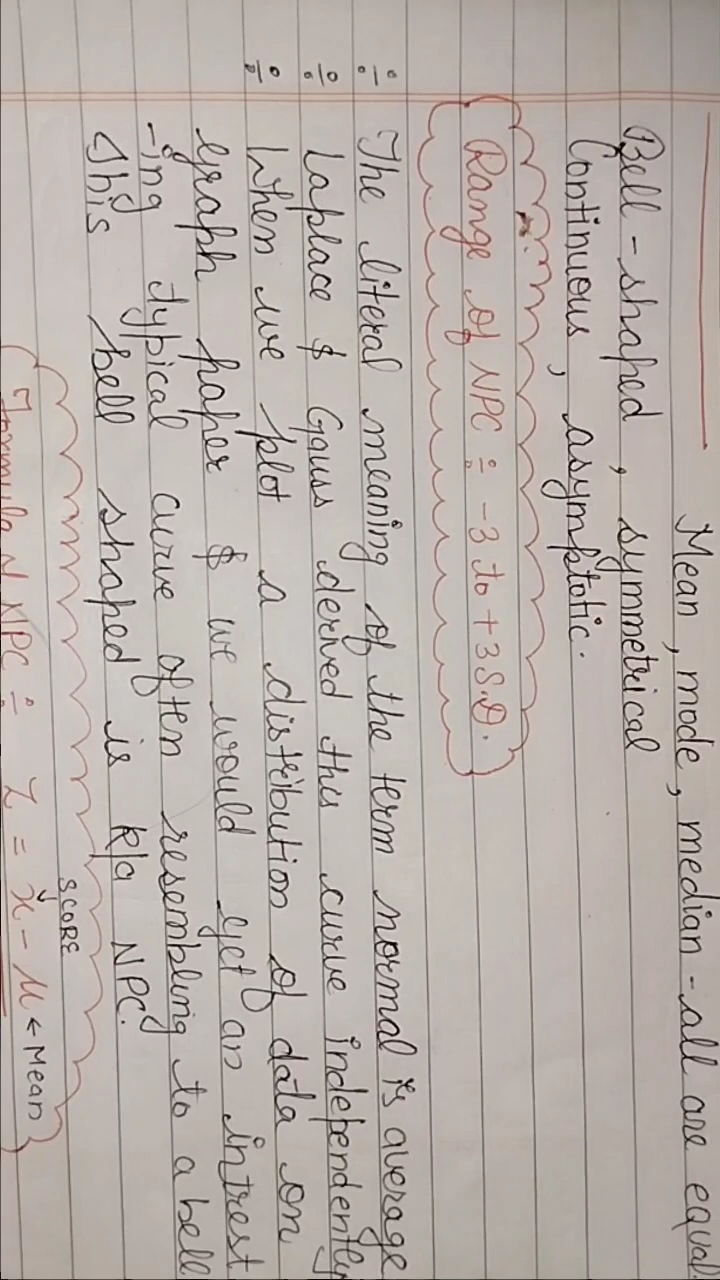 Mean, mode, median - all are equal.
Bell-shaped, symmetrical
Continuous, asymptotic.
Range of NPC ÷ -3 to +3S.D.
÷ The literal meaning of the term normal is average
÷ Laplace & Gauss derived this curve independently
÷ When we plot a distribution of data on
graph paper & we would get an intrest
-ing typical curve often resembling to a bell
This bell shaped is k/a NPC.
SCORE
Formula of NPC ÷ Z = x - μ ← Mean